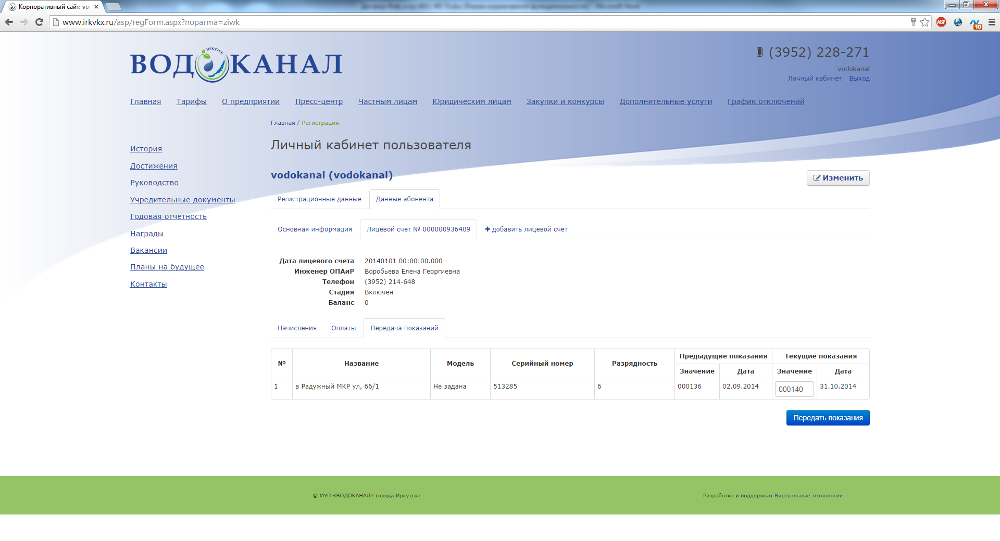 Корпоративный сайт: vo
www.irkvkx.ru/asp/regForm.aspx?noparma=ziwk
ABP
10
ВОДОКАНАЛ
ИРКУТСК
(3952) 228-271
vodokanal
Личный кабинет Выход
Главная Тарифы О предприятии Пресс-центр Частным лицам Юридическим лицам Закупки и конкурсы Дополнительные услуги График отключений
Главная / Регистрация
История
Достижения
Руководство
Учредительные документы
Годовая отчетность
Награды
Вакансии
Планы на будущее
Контакты
Личный кабинет пользователя
vodokanal (vodokanal)
Изменить
Регистрационные данные Данные абонента
Основная информация Лицевой счет № 000000936409 + добавить лицевой счет
Дата лицевого счета 20140101 00:00:00.000
Инженер ОПАиР Воробьева Елена Георгиевна
Телефон (3952) 214-648
Стадия Включен
Баланс 0
Начисления Оплаты Передача показаний
№ Название Модель Серийный номер Разрядность Предыдущие показания Текущие показания
Значение Дата Значение Дата
1 в Радужный МКР ул, 66/1 Не задана 513285 6 000136 02.09.2014 000140 31.10.2014
Передать показания
© МУП «ВОДОКАНАЛ» города Иркутска
Разработка и поддержка: Виртуальные технологии